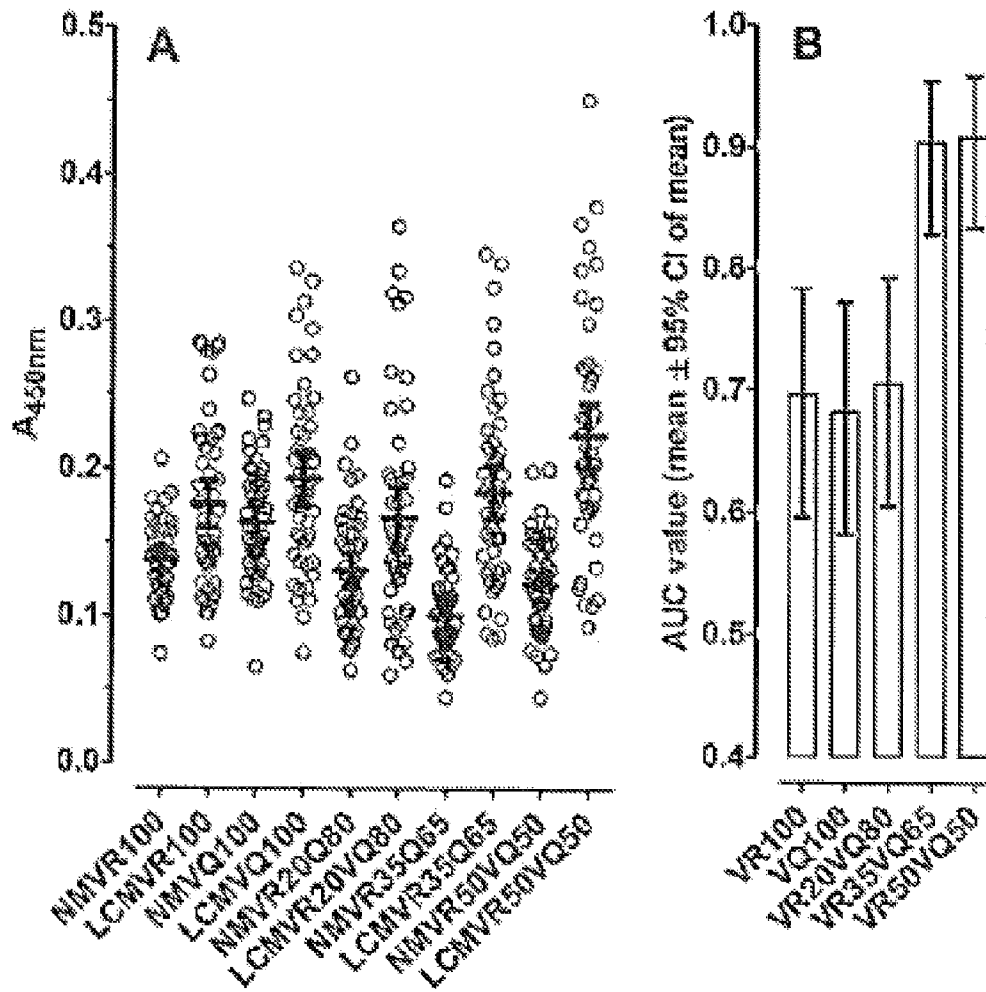 A
0.5
0.4
0.3
0.2
0.1
0.0
A450nm
NMVR100
LCMVR100
NMVQ100
LCMVQ100
NMVR20Q80
LCMVR20VQ80
NMVR35Q65
LCMVR35Q65
NMVR50VQ50
LCMVR50VQ50
B
1.0
0.9
0.8
0.7
0.6
0.5
0.4
AUC value (mean ± 95% CI of mean)
VR100
VQ100
VR20VQ80
VR35VQ65
VR50VQ50